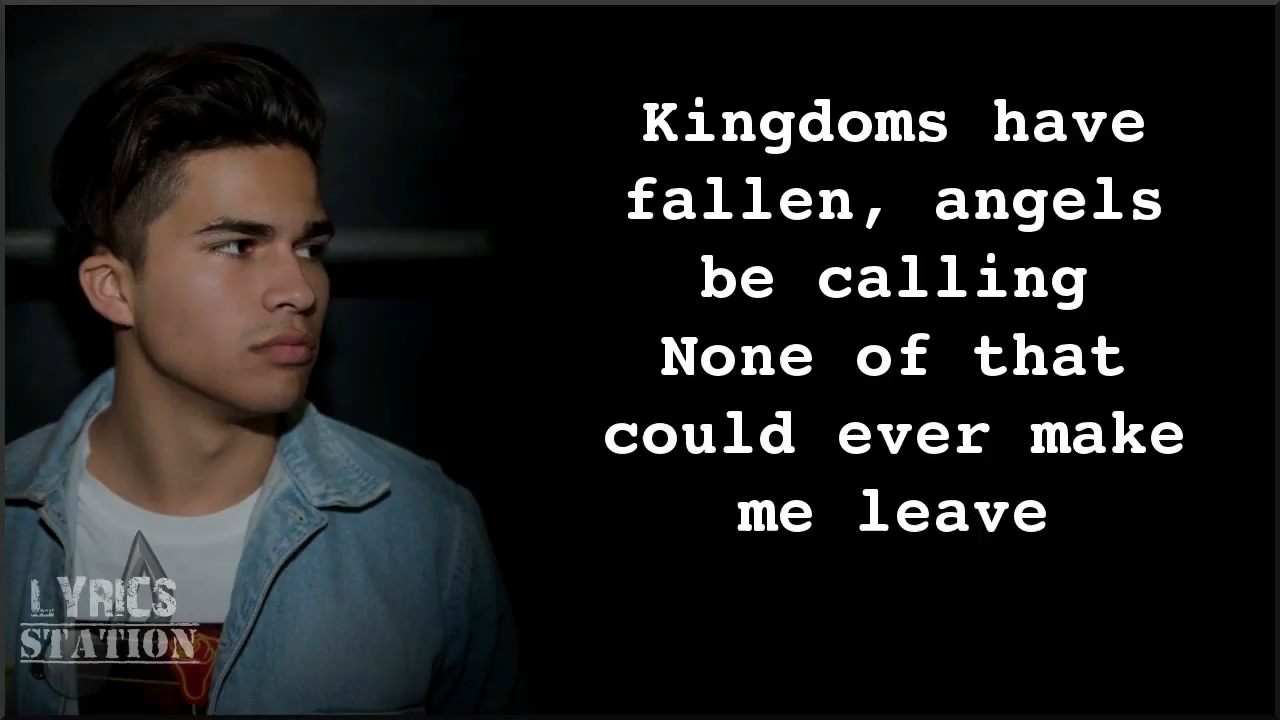 Kingdoms have
fallen, angels
be calling
None of that
could ever make
me leave
LYRICS
STATION